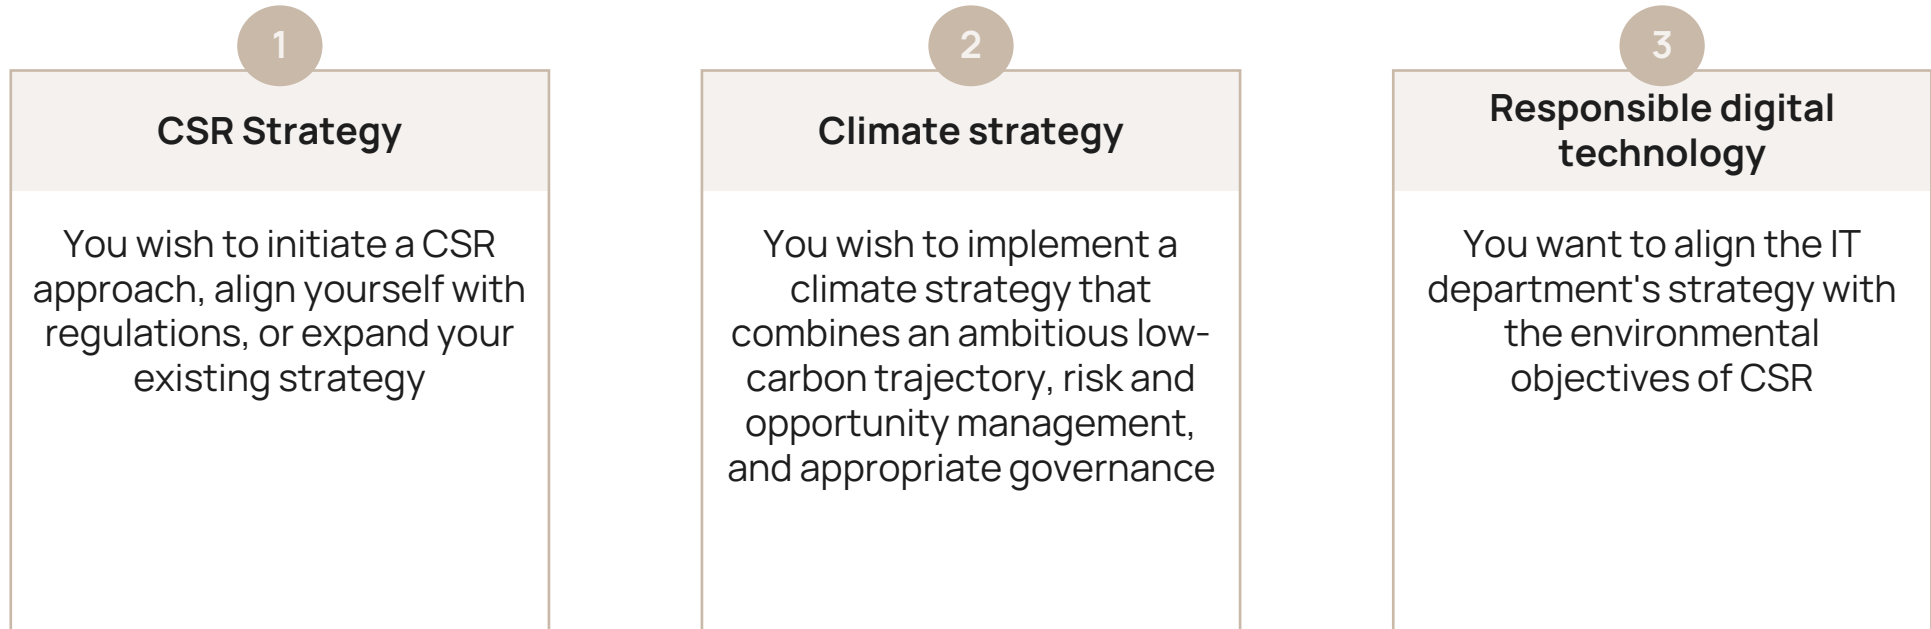 1
CSR Strategy
You wish to initiate a CSR
approach, align yourself with
regulations, or expand your
existing strategy
2
Climate strategy
You wish to implement a
climate strategy that
combines an ambitious low-
carbon trajectory, risk and
opportunity management,
and appropriate governance
3
Responsible digital
technology
You want to align the IT
department's strategy with
the environmental
objectives of CSR